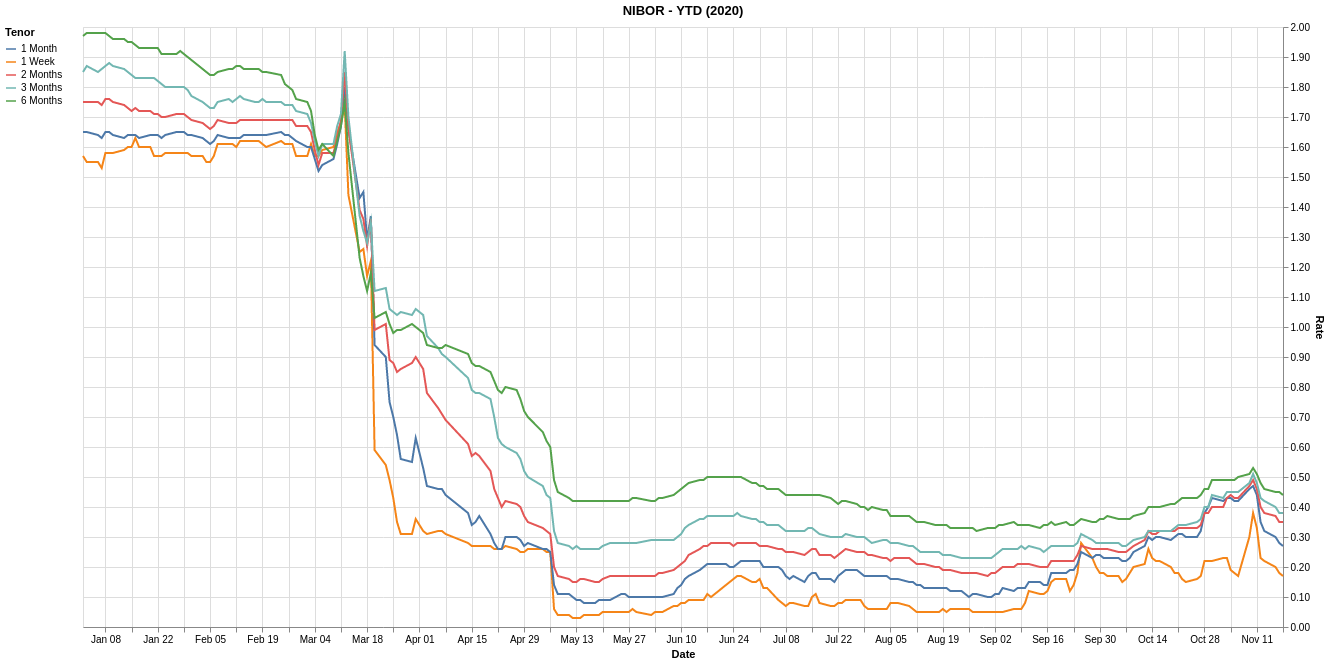 NIBOR - YTD (2020)
Tenor
1 Month
1 Week
2 Months
3 Months
6 Months
2.00
1.90
1.80
1.70
1.60
1.50
1.40
1.30
1.20
1.10
1.00
0.90
0.80
0.70
0.60
0.50
0.40
0.30
0.20
0.10
0.00
Rate
Jan 08 Jan 22 Feb 05 Feb 19 Mar 04 Mar 18 Apr 01 Apr 15 Apr 29 May 13 May 27 Jun 10 Jun 24 Jul 08 Jul 22 Aug 05 Aug 19 Sep 02 Sep 16 Sep 30 Oct 14 Oct 28 Nov 11
Date